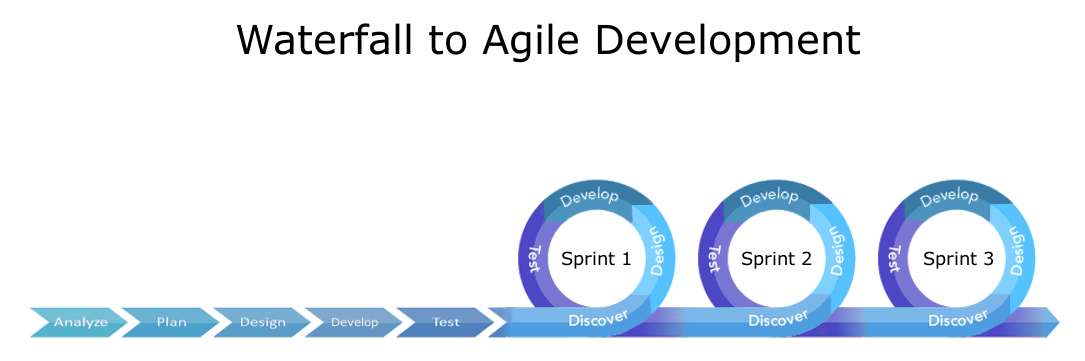 Waterfall to Agile Development
Analyze
Plan
Design
Develop
Test
Discover
Design
Develop
Test
Sprint 1
Discover
Design
Develop
Test
Sprint 2
Discover
Design
Develop
Test
Sprint 3